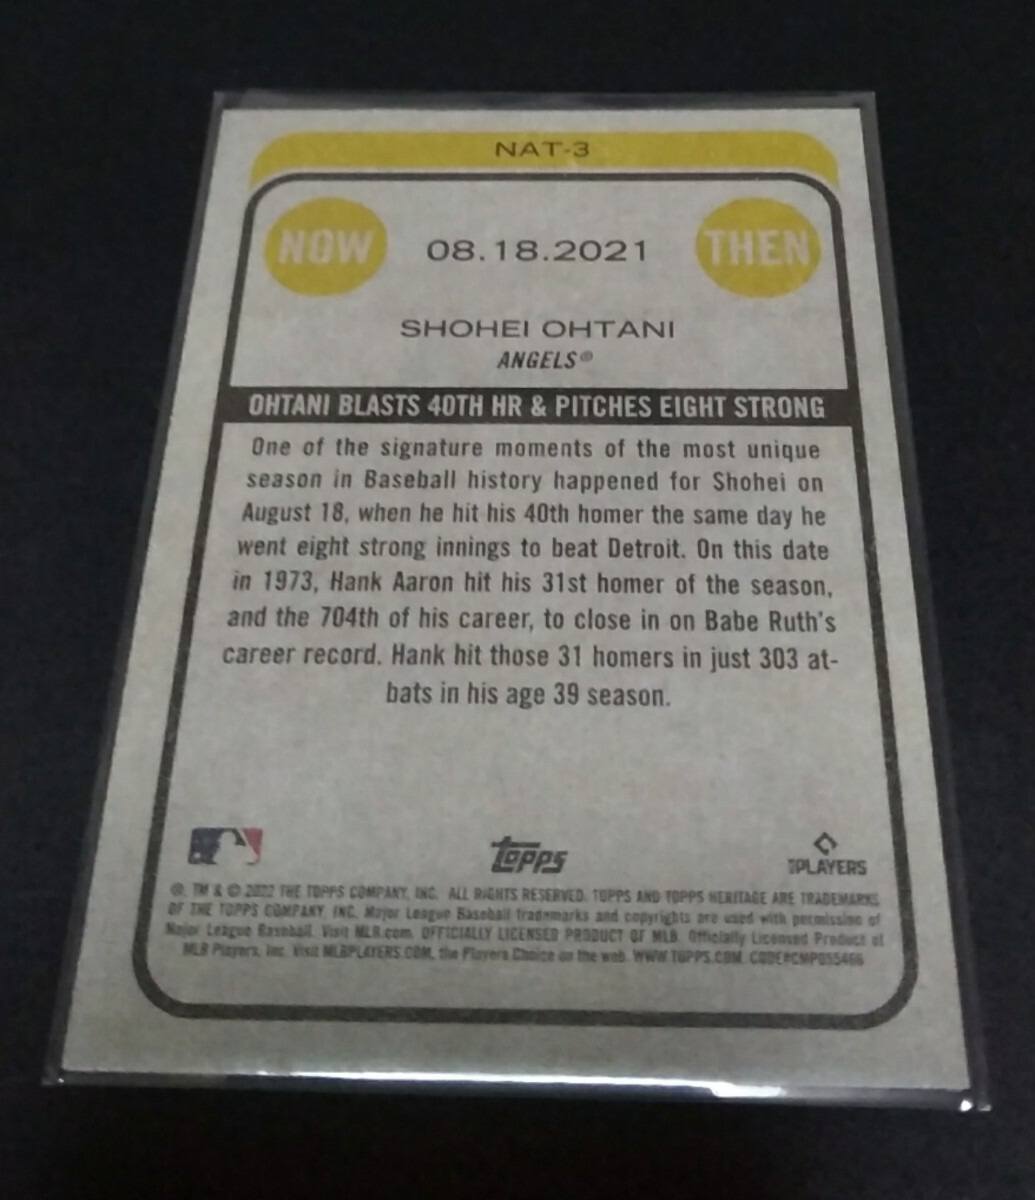 NAT-3
NOW 08.18.2021 THEN
SHOHEI OHTANI
ANGELS®
OHTANI BLASTS 40TH HR & PITCHES EIGHT STRONG
One of the signature moments of the most unique
season in Baseball history happened for Shohei on
August 18, when he hit his 40th homer the same day he
went eight strong innings to beat Detroit. On this date
in 1973, Hank Aaron hit his 31st homer of the season,
and the 704th of his career, to close in on Babe Ruth's
career record. Hank hit those 31 homers in just 303 at-
bats in his age 39 season.
Topps
PLAYERS
®, TM & © 2022 THE TOPPS COMPANY, INC. ALL RIGHTS RESERVED. TOPPS AND TOPPS HERITAGE ARE TRADEMARKS
OF THE TOPPS COMPANY, INC. Major League Baseball trademarks and copyrights are used with permission of
Major League Baseball. Visit MLB.com. OFFICIALLY LICENSED PRODUCT OF MLB. Officially Licensed Product of
MLB Players, Inc. Visit MLBPLAYERS.COM, the Players Choice on the web. WWW.TOPPS.COM. CODE#CMP055466